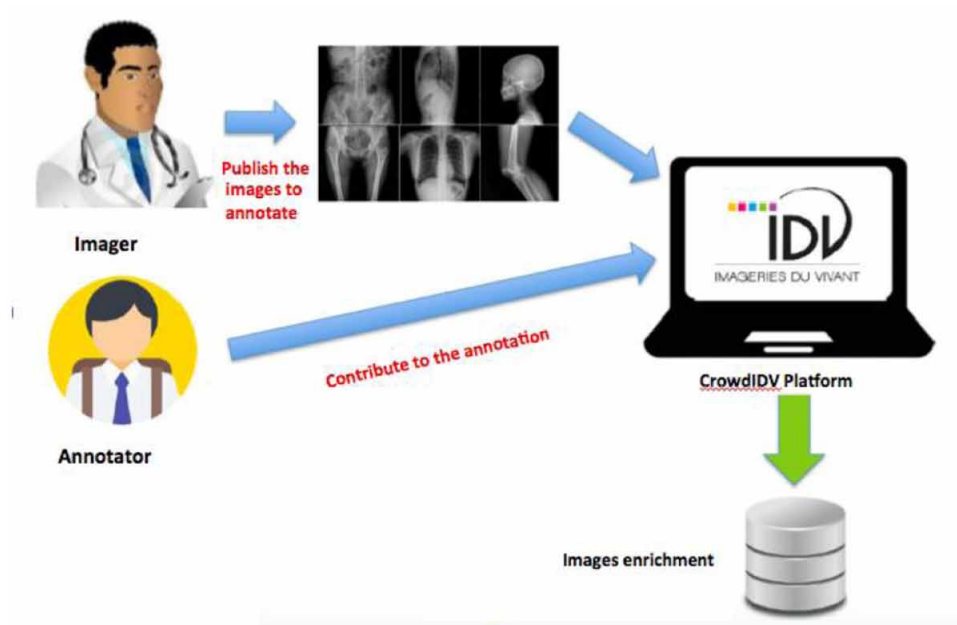 Publish the
images to
annotate
Imager
IDV
IMAGERIES DU VIVANT
Contribute to the annotation
CrowdIDV Platform
Annotator
Images enrichment